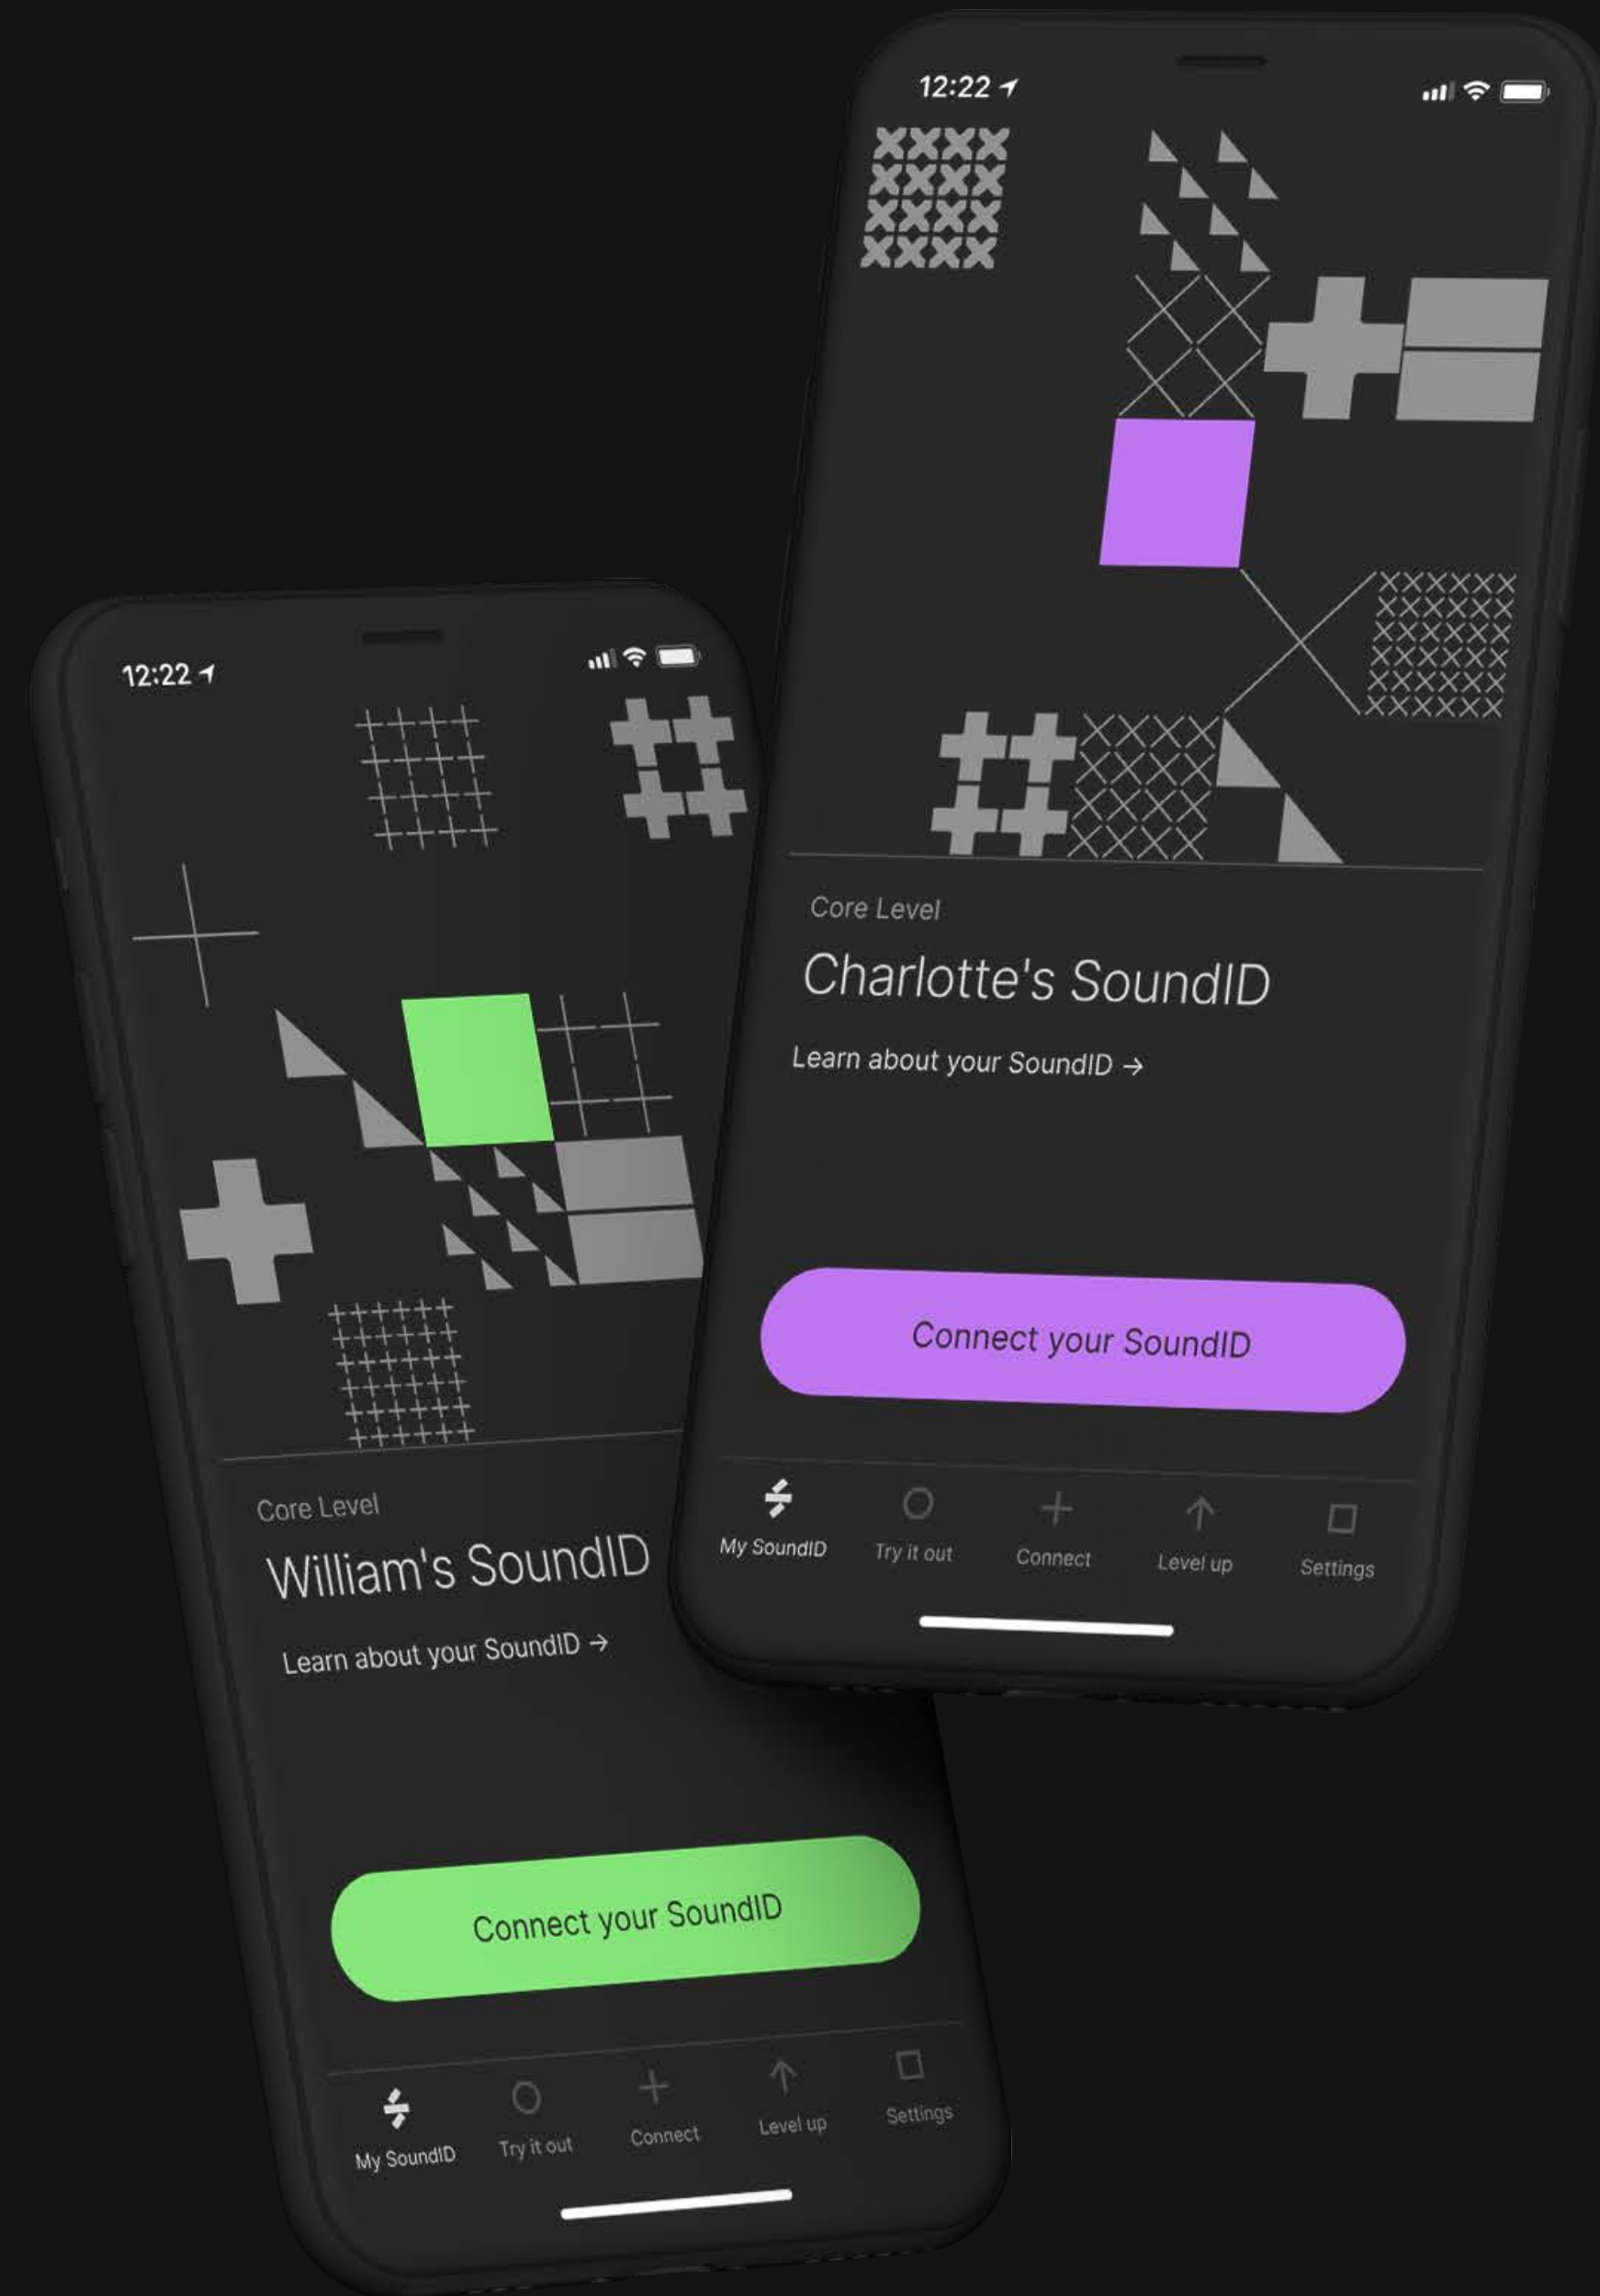 12:22
Core Level
Charlotte's SoundID
Learn about your SoundID →
Connect your SoundID
My SoundID
Try it out
Connect
Level up
Settings
12:22
Core Level
William's SoundID
Learn about your SoundID →
Connect your SoundID
My SoundID
Try it out
Connect
Level up
Settings